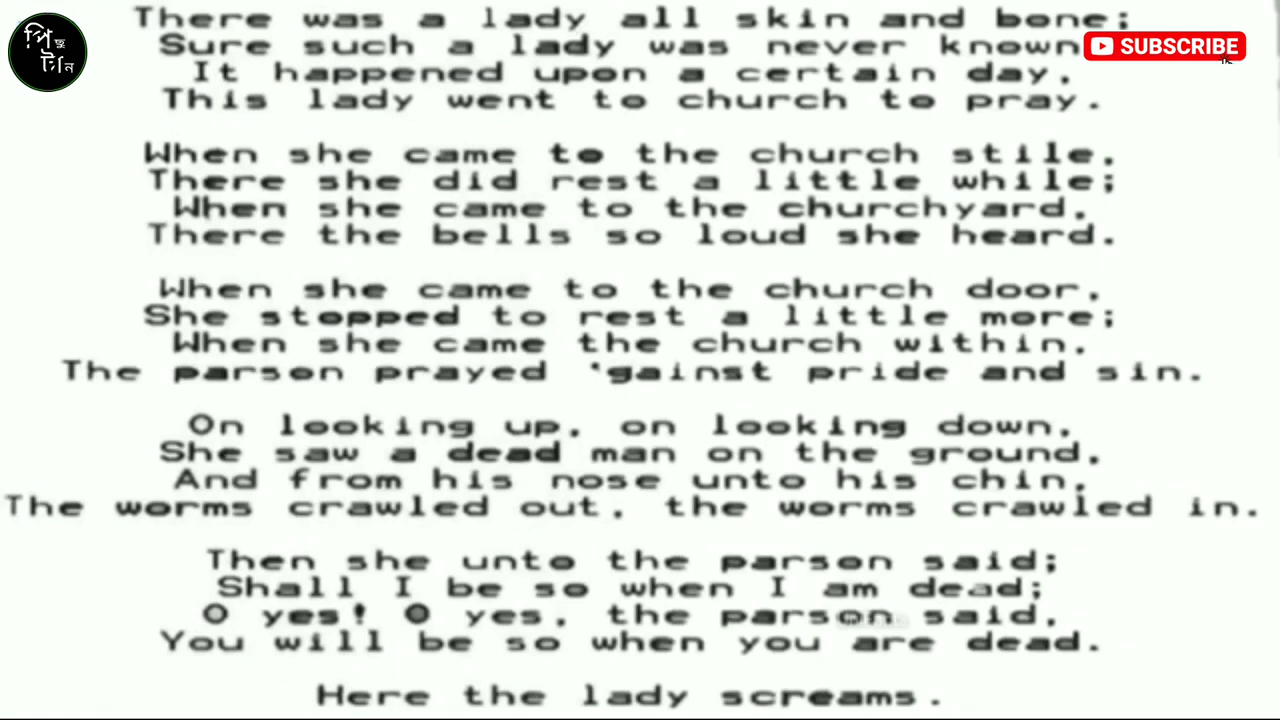 পিছ
টান
SUBSCRIBE
There was a lady all skin and bone;
Sure such a lady was never known
It happened upon a certain day,
This lady went to church to pray.
When she came to the church stile,
There she did rest a little while;
When she came to the churchyard,
There the bells so loud she heard.
When she came to the church door,
She stopped to rest a little more;
When she came the church within,
The parson prayed 'gainst pride and sin.
On looking up, on looking down,
She saw a dead man on the ground,
And from his nose unto his chin,
The worms crawled out, the worms crawled in.
Then she unto the parson said;
Shall I be so when I am dead;
O yes! O yes, the parson said,
You will be so when you are dead.
Here the lady screams.